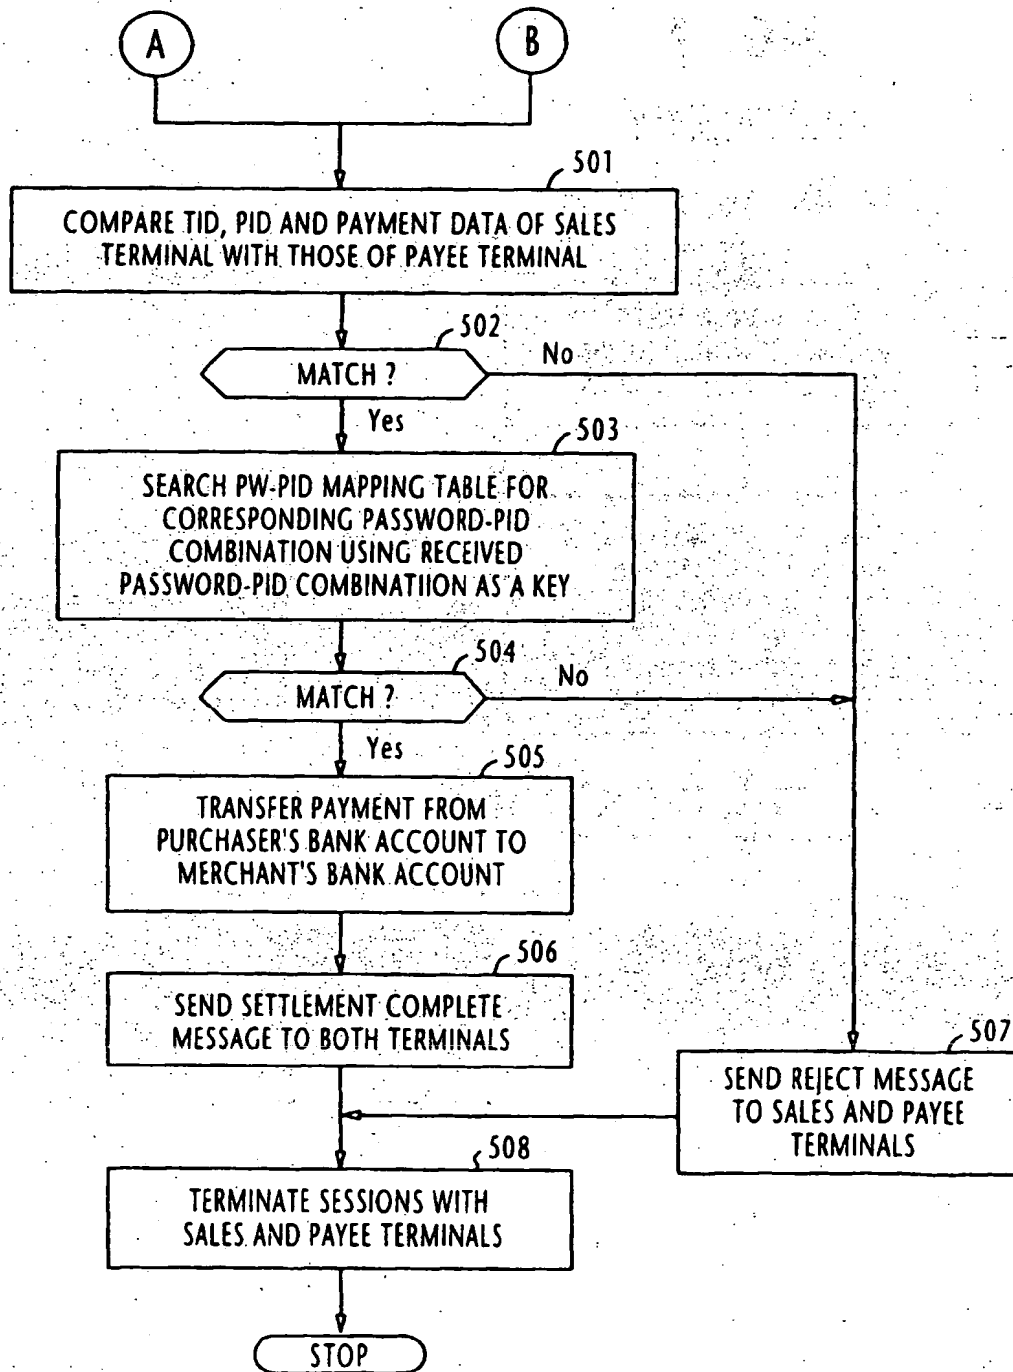 A
B
501
COMPARE TID, PID AND PAYMENT DATA OF SALES
TERMINAL WITH THOSE OF PAYEE TERMINAL
502
MATCH ?
No
Yes
503
SEARCH PW-PID MAPPING TABLE FOR
CORRESPONDING PASSWORD-PID
COMBINATION USING RECEIVED
PASSWORD-PID COMBINATIION AS A KEY
504
MATCH ?
No
Yes
505
TRANSFER PAYMENT FROM
PURCHASER'S BANK ACCOUNT TO
MERCHANT'S BANK ACCOUNT
506
SEND SETTLEMENT COMPLETE
MESSAGE TO BOTH TERMINALS
507
SEND REJECT MESSAGE
TO SALES AND PAYEE
TERMINALS
508
TERMINATE SESSIONS WITH
SALES AND PAYEE TERMINALS
STOP